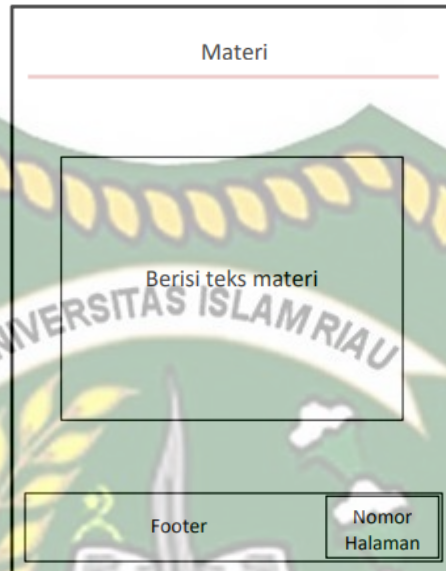 Materi
Berisi teks materi
UNIVERSITAS ISLAM RIAU
Footer
Nomor
Halaman